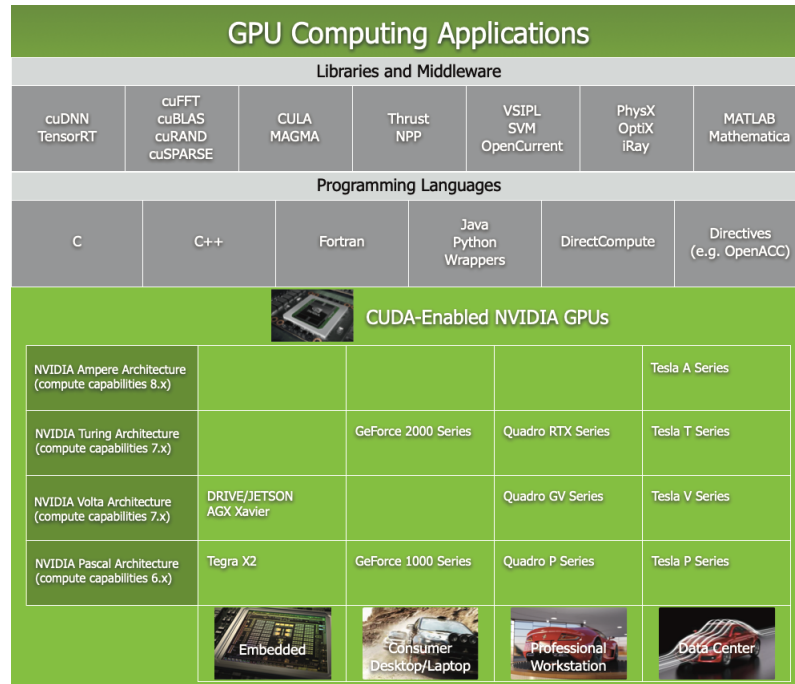 GPU Computing Applications
Libraries and Middleware
cuDNN
TensorRT
cuFFT
cuBLAS
cuRAND
cuSPARSE
CULA
MAGMA
Thrust
NPP
VSIPL
SVM
OpenCurrent
PhysX
OptiX
iRay
MATLAB
Mathematica
Programming Languages
C
C++
Fortran
Java
Python
Wrappers
DirectCompute
Directives
(e.g. OpenACC)
CUDA-Enabled NVIDIA GPUs
NVIDIA Ampere Architecture
(compute capabilities 8.x)
Tesla A Series
NVIDIA Turing Architecture
(compute capabilities 7.x)
GeForce 2000 Series
Quadro RTX Series
Tesla T Series
NVIDIA Volta Architecture
(compute capabilities 7.x)
DRIVE/JETSON
AGX Xavier
Quadro GV Series
Tesla V Series
NVIDIA Pascal Architecture
(compute capabilities 6.x)
Tegra X2
GeForce 1000 Series
Quadro P Series
Tesla P Series
Embedded
Consumer
Desktop/Laptop
Professional
Workstation
Data Center